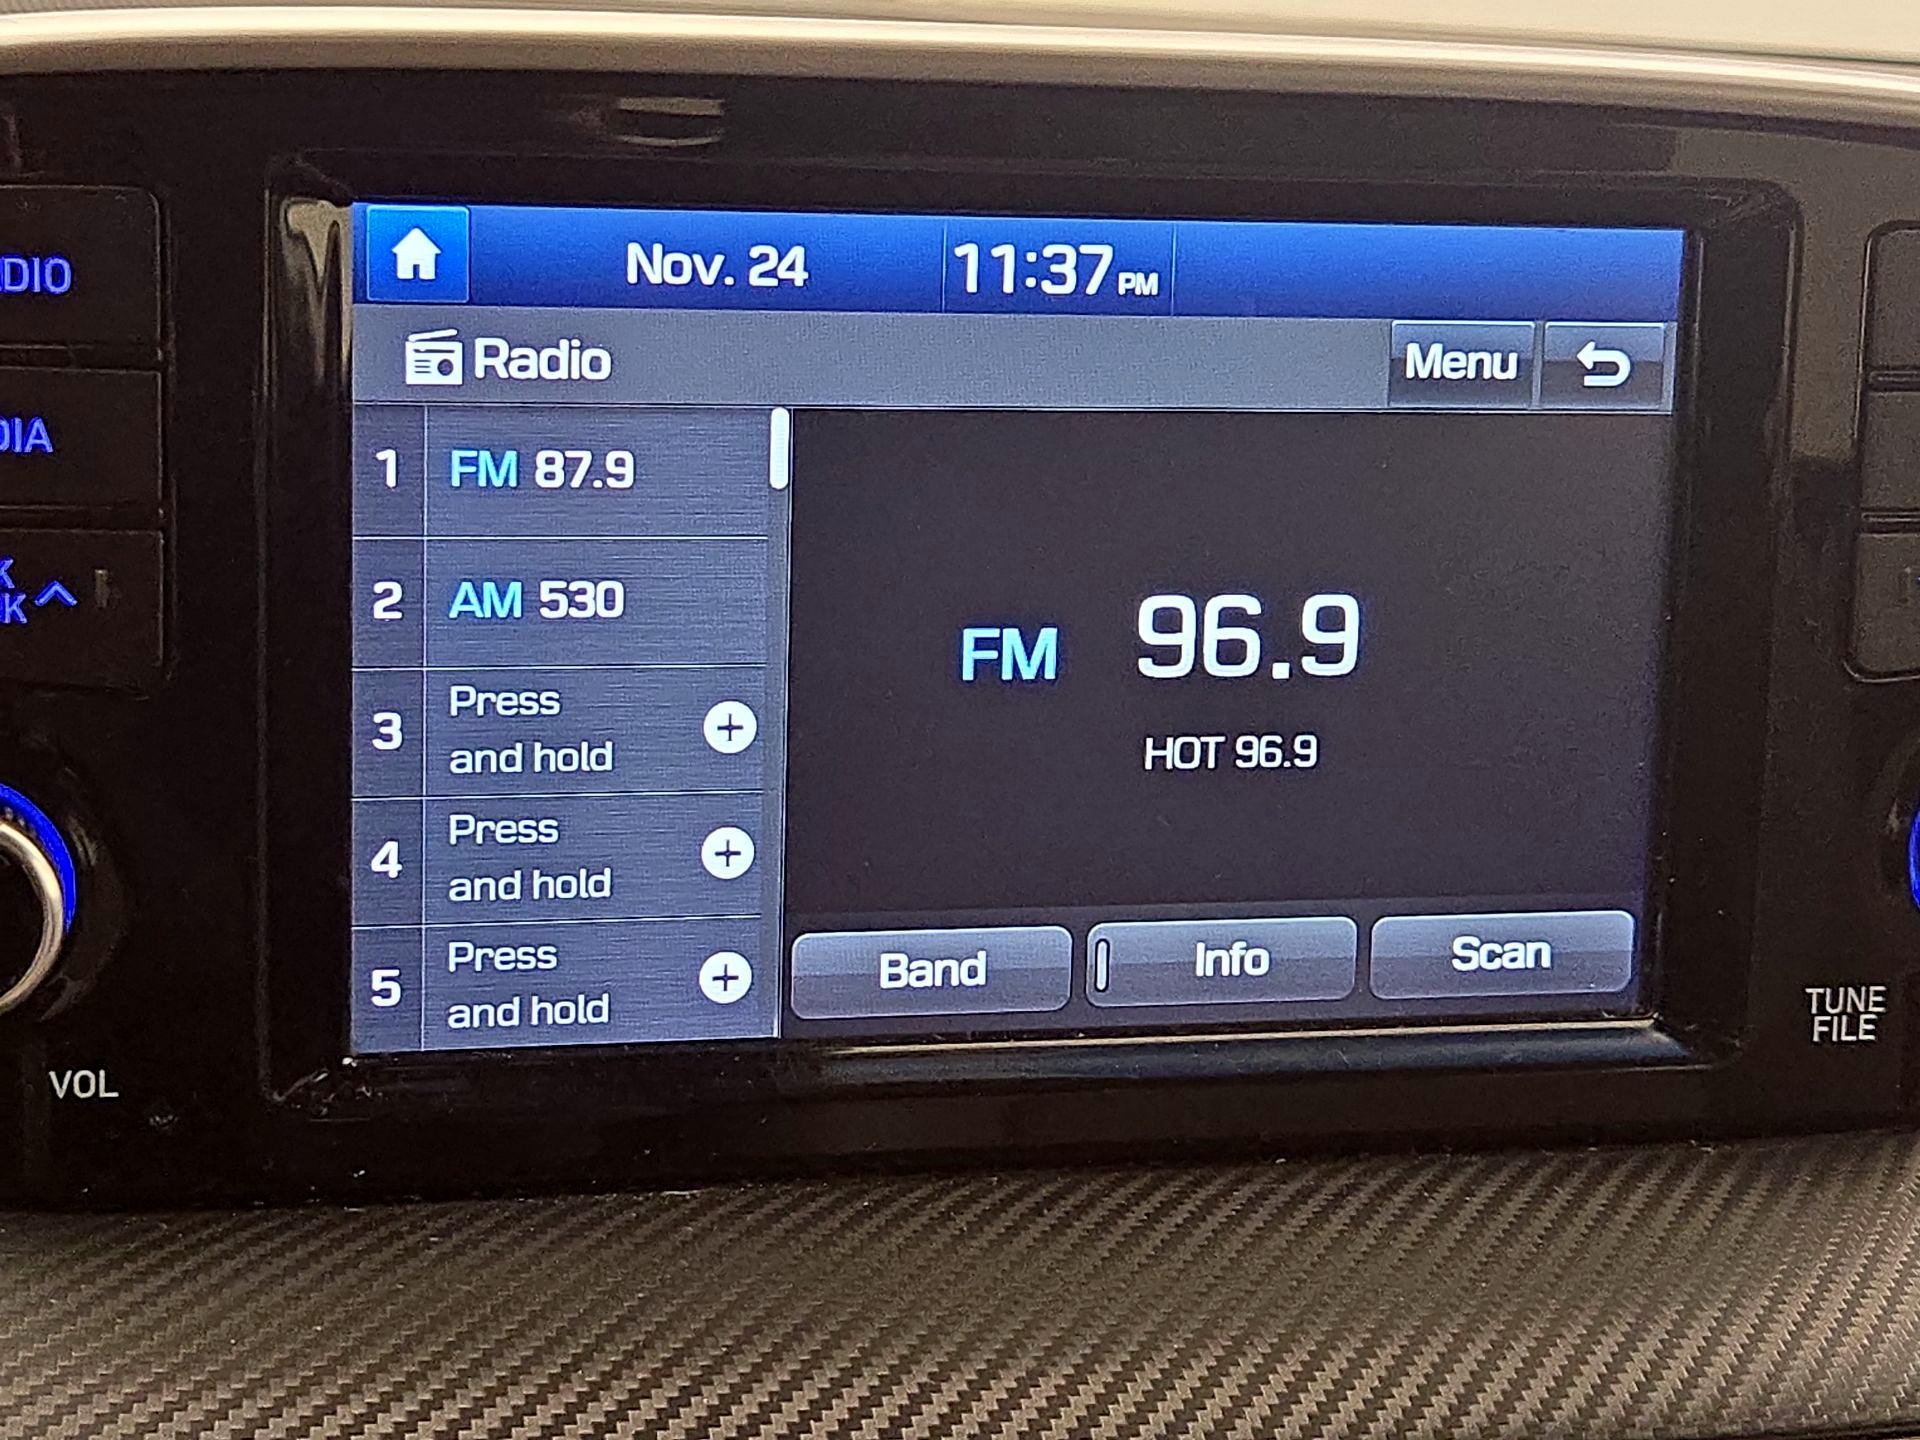 Nov. 24 11:37 PM
Radio Menu
1 FM 87.9
2 AM 530
3 Press
and hold
4 Press
and hold
5 Press
and hold
FM 96.9
HOT 96.9
Band Info Scan
VOL
TUNE
FILE